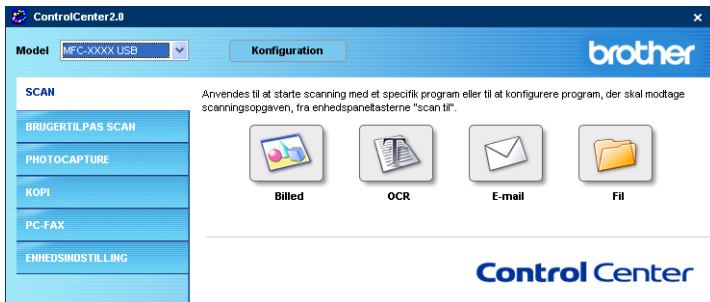 ControlCenter2.0
Model MFC-XXXX USB Konfiguration brother
SCAN
BRUGERTILPAS SCAN
PHOTOCAPTURE
KOPI
PC-FAX
ENHEDSINDSTILLING
Anvendes til at starte scanning med et specifik program eller til at konfigurere program, der skal modtage
scanningsopgaven, fra enhedspaneltasterne "scan til".
Billed OCR E-mail Fil
Control Center